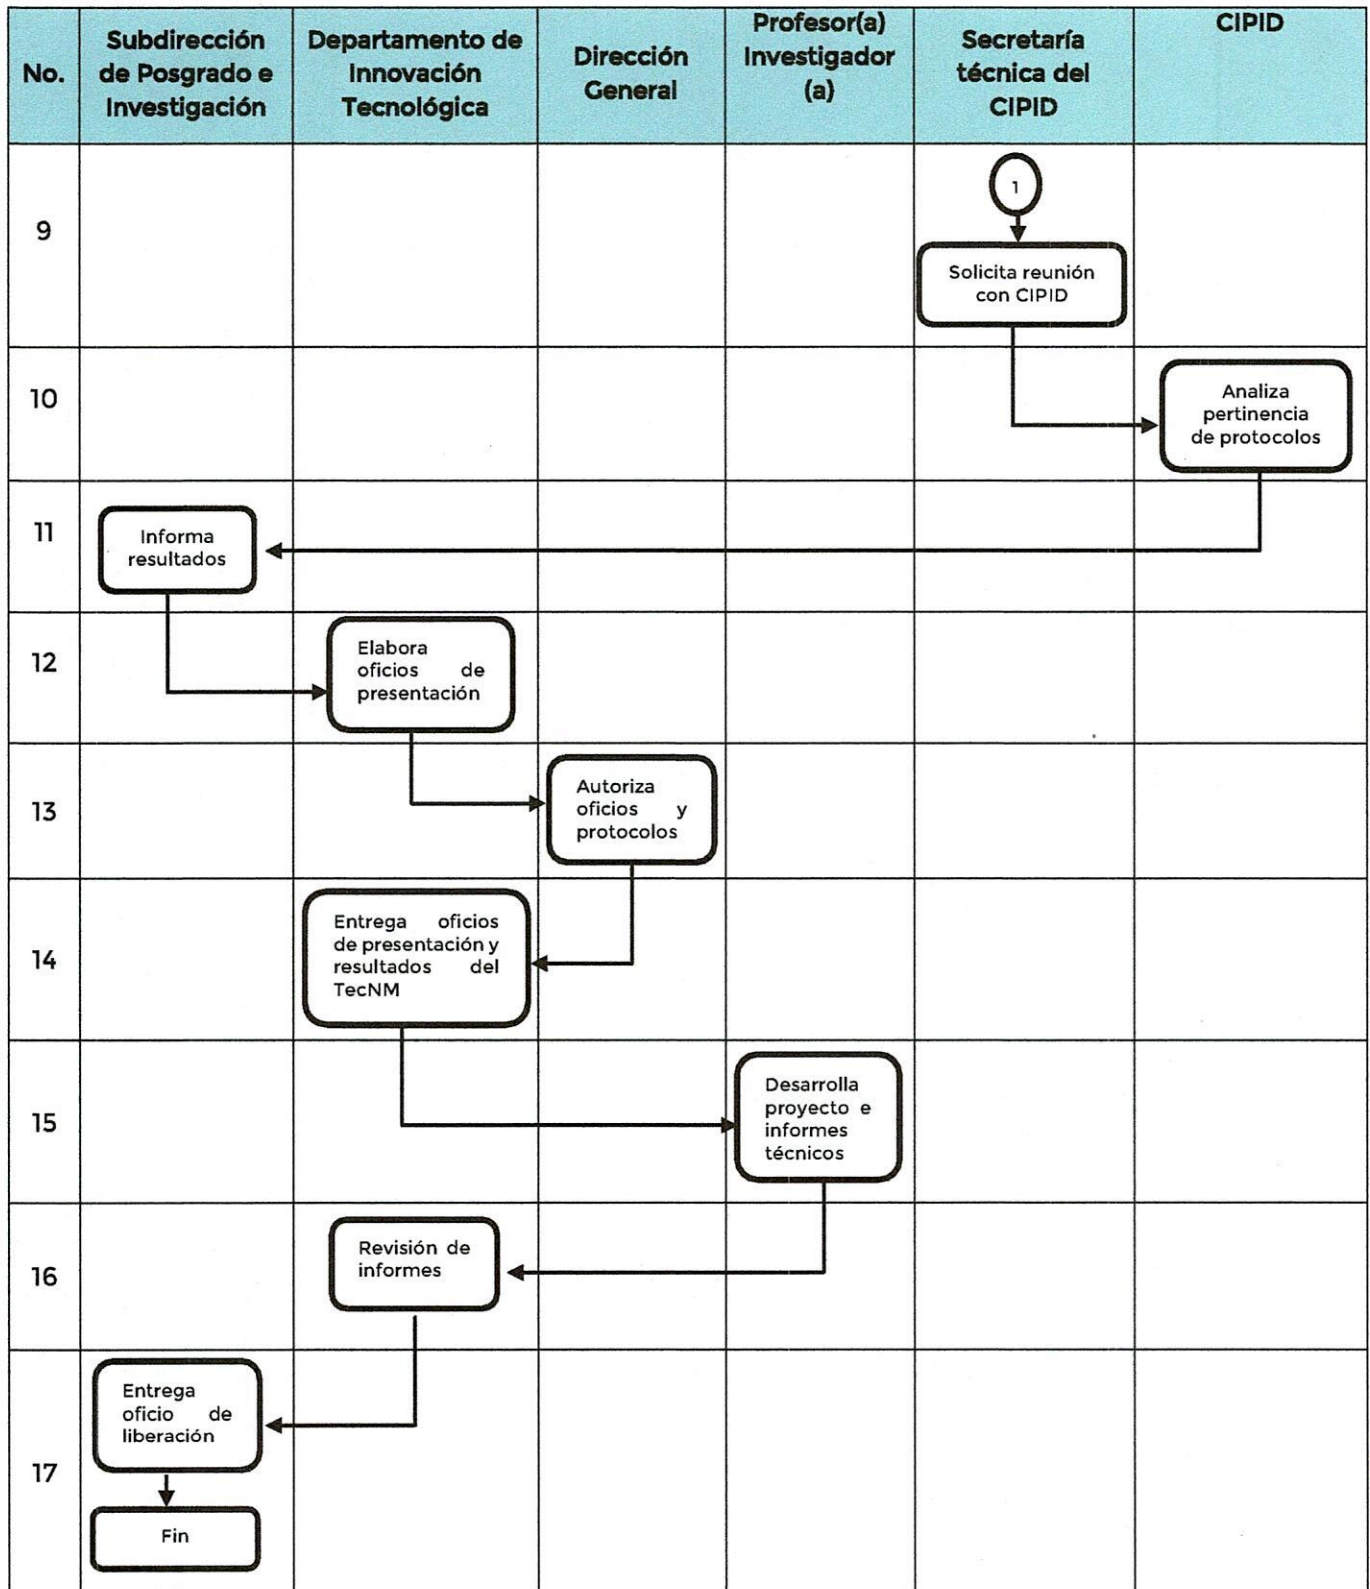 No.
Subdirección
de Posgrado e
Investigación
Departamento de
Innovación
Tecnológica
Dirección
General
Profesor(a)
Investigador
(a)
Secretaría
técnica del
CIPID
CIPID
9
1
Solicita reunión
con CIPID
10
Analiza
pertinencia
de protocolos
11
Informa
resultados
12
Elabora
oficios de
presentación
13
Autoriza
oficios y
protocolos
14
Entrega oficios
de presentación y
resultados del
TecNM
15
Desarrolla
proyecto e
informes
técnicos
16
Revisión de
informes
17
Entrega
oficio de
liberación
Fin